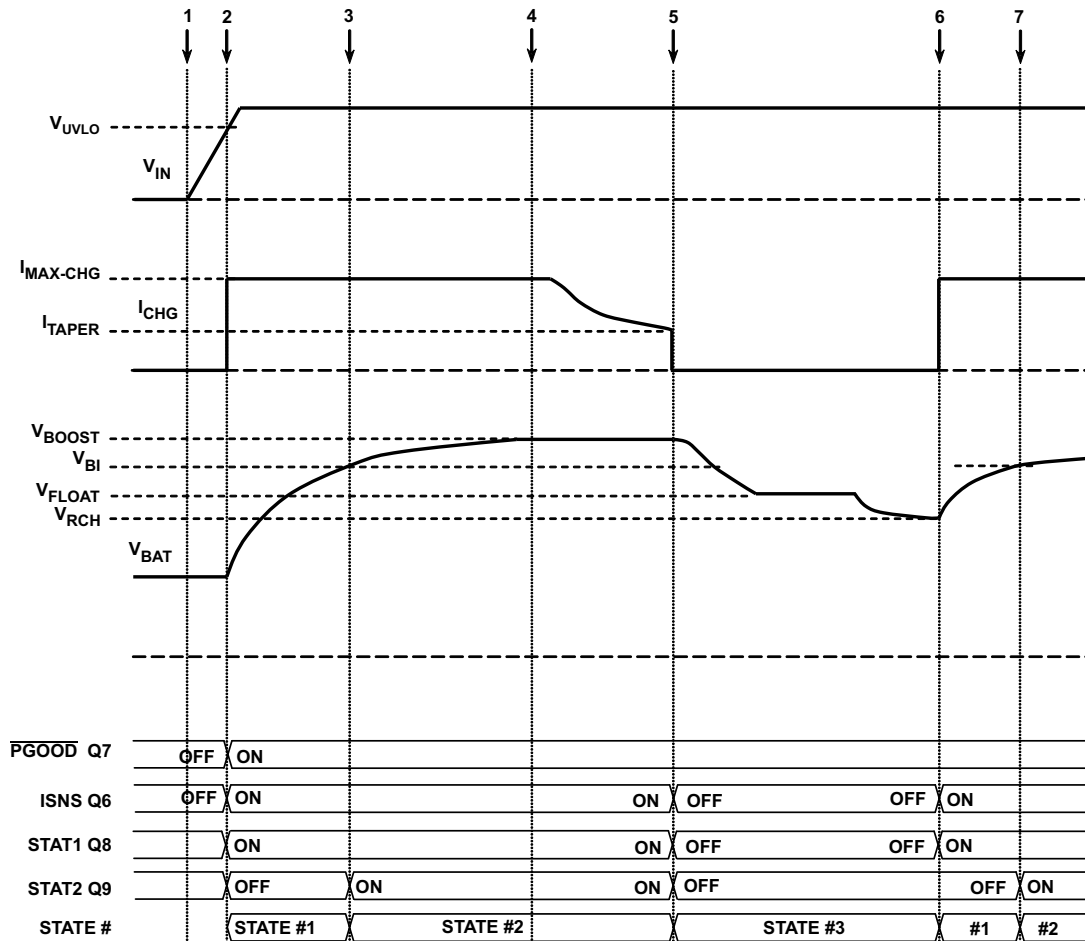 1 2 3 4 5 6 7
VUVLO
VIN
IMAX-CHG
ICHG
ITAPER
VBOOST
VBI
VFLOAT
VRCH
VBAT
PGOOD Q7 OFF ON
ISNS Q6 OFF ON ON OFF OFF ON
STAT1 Q8 ON ON OFF OFF ON
STAT2 Q9 OFF ON ON OFF OFF ON
STATE # STATE #1 STATE #2 STATE #3 #1 #2